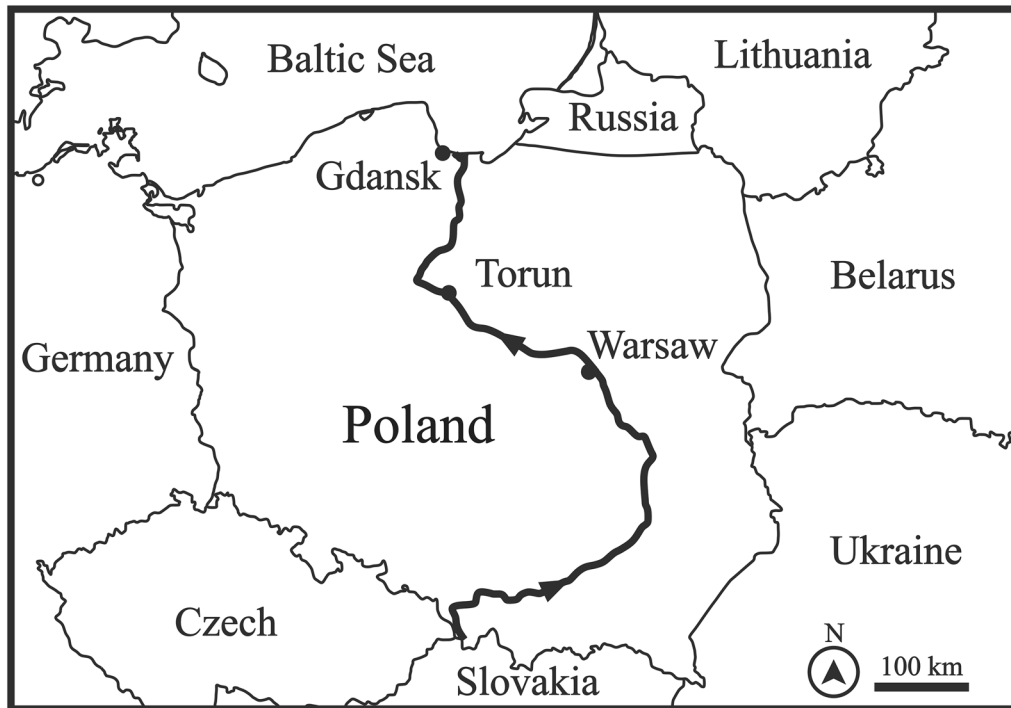 Baltic Sea
Lithuania
Russia
Gdansk
Torun
Belarus
Germany
Warsaw
Poland
Ukraine
Czech
N
Slovakia
100 km